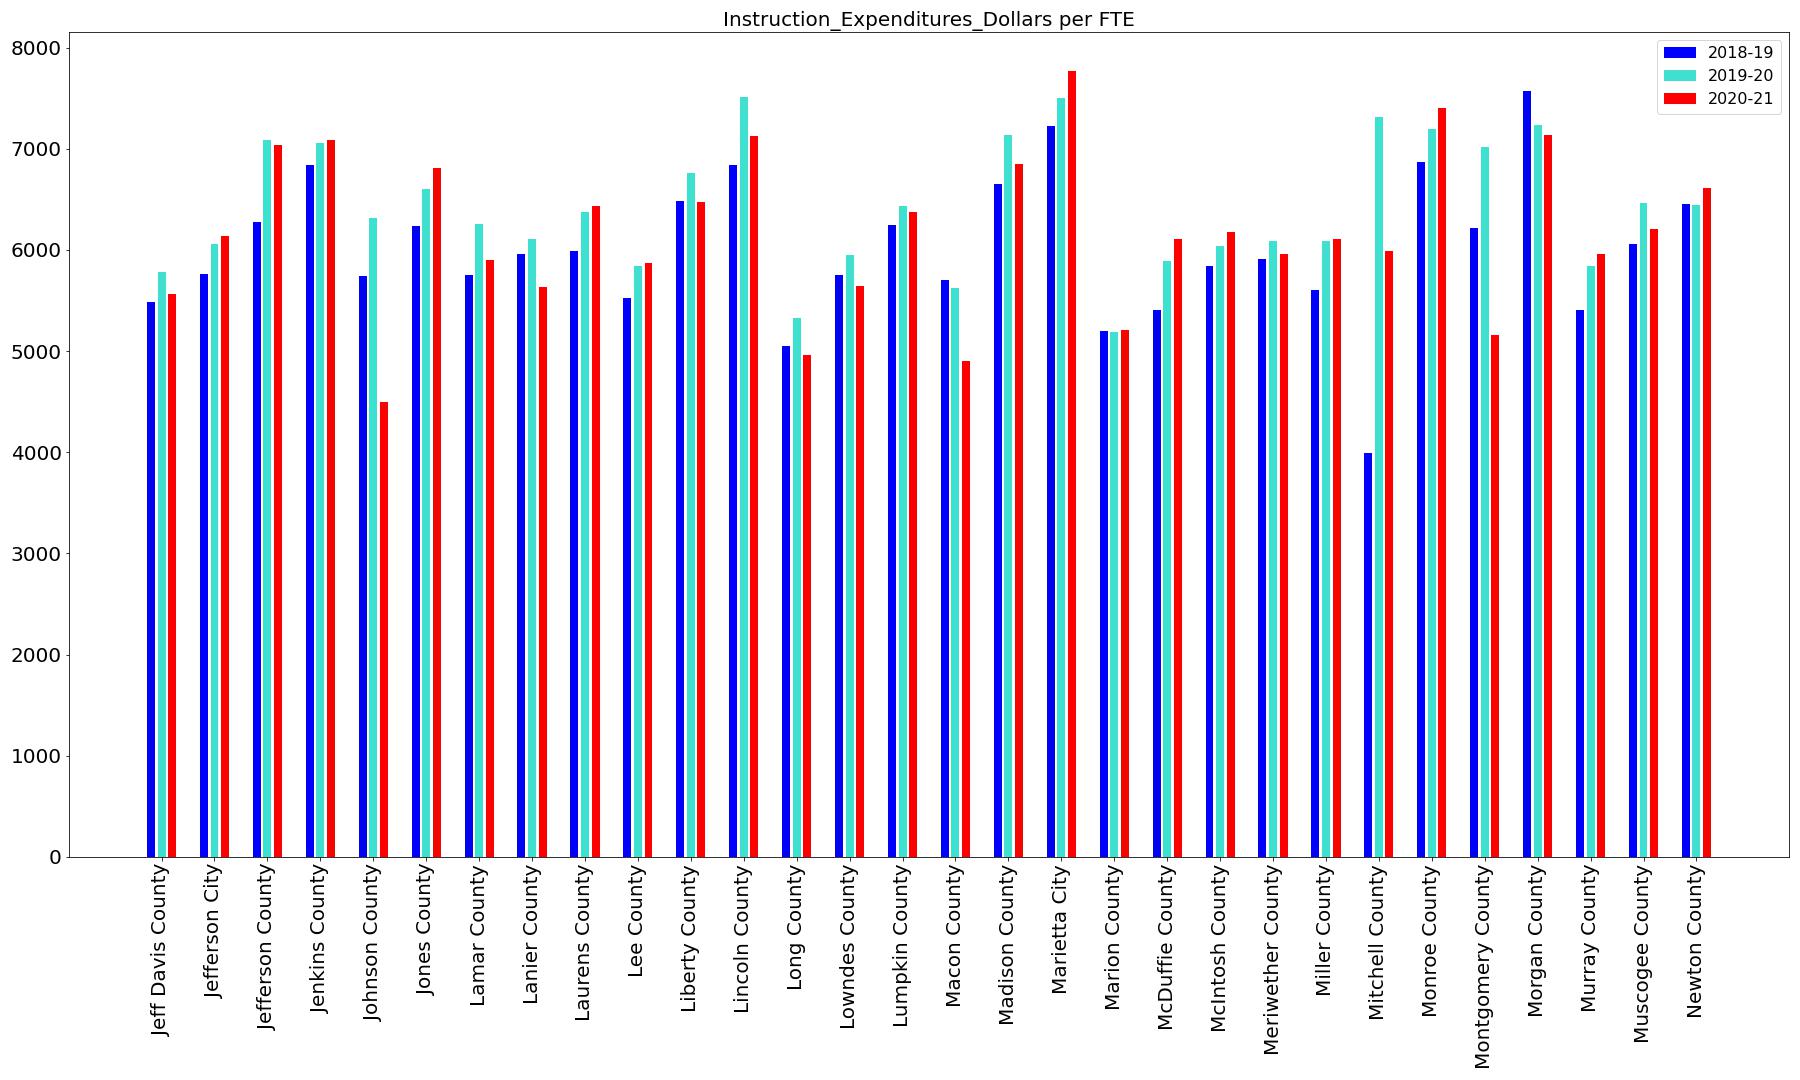 Instruction_Expenditures_Dollars per FTE
2018-19
2019-20
2020-21
8000
7000
6000
5000
4000
3000
2000
1000
0
Jeff Davis County
Jefferson City
Jefferson County
Jenkins County
Johnson County
Jones County
Lamar County
Lanier County
Laurens County
Lee County
Liberty County
Lincoln County
Long County
Lowndes County
Lumpkin County
Macon County
Madison County
Marietta City
Marion County
McDuffie County
McIntosh County
Meriwether County
Miller County
Mitchell County
Monroe County
Montgomery County
Morgan County
Murray County
Muscogee County
Newton County